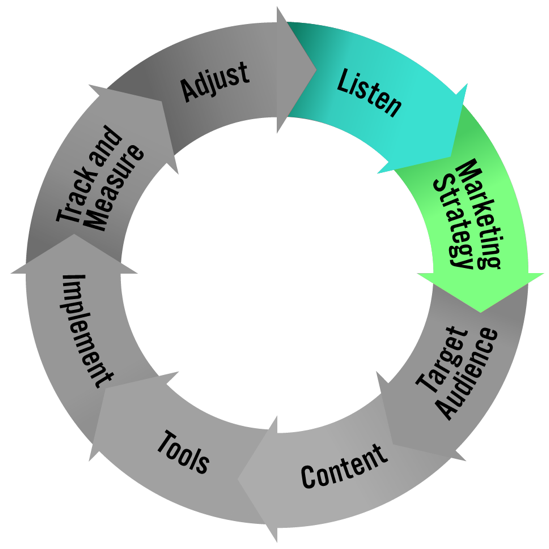 Listen
Marketing
Strategy
Target
Audience
Content
Tools
Implement
Track and
Measure
Adjust